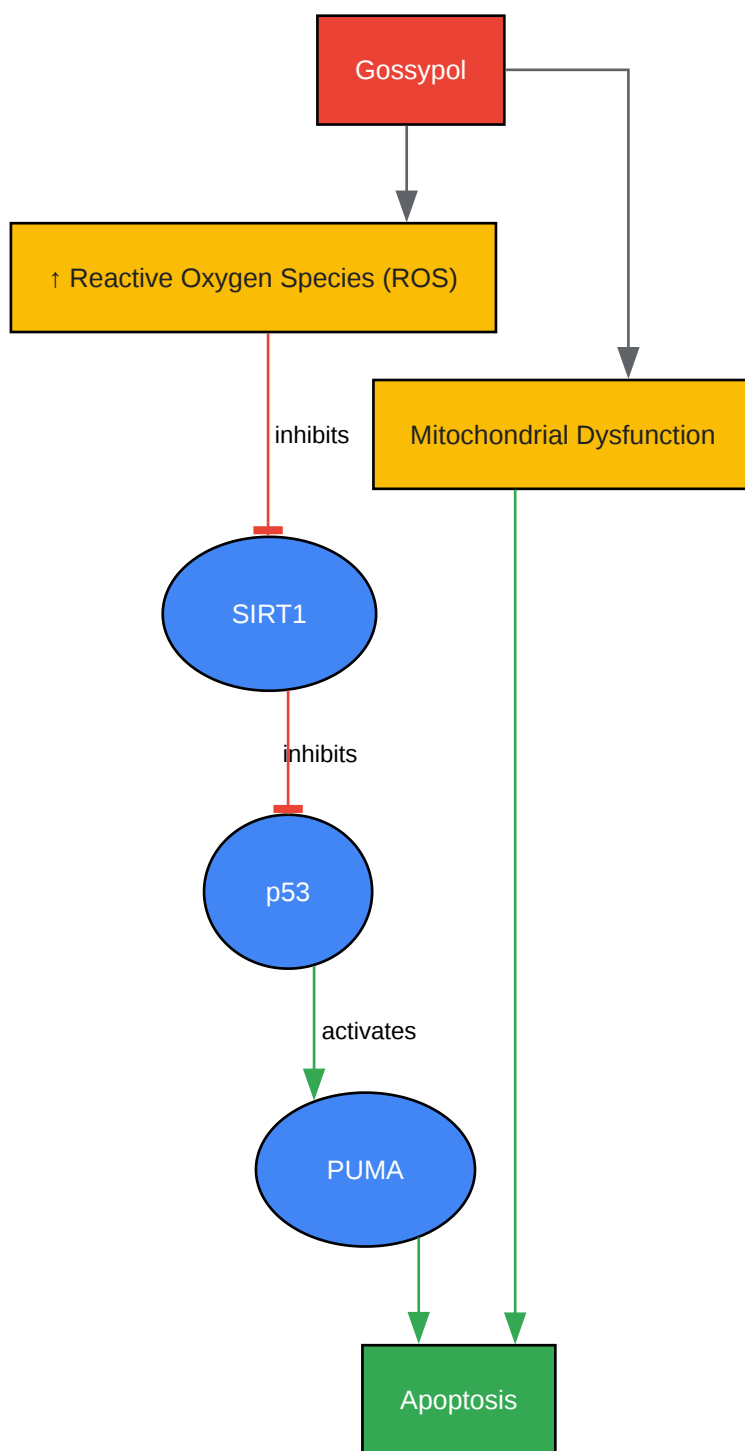 Gossypol
↑ Reactive Oxygen Species (ROS)
inhibits
Mitochondrial Dysfunction
SIRT1
inhibits
p53
activates
PUMA
Apoptosis